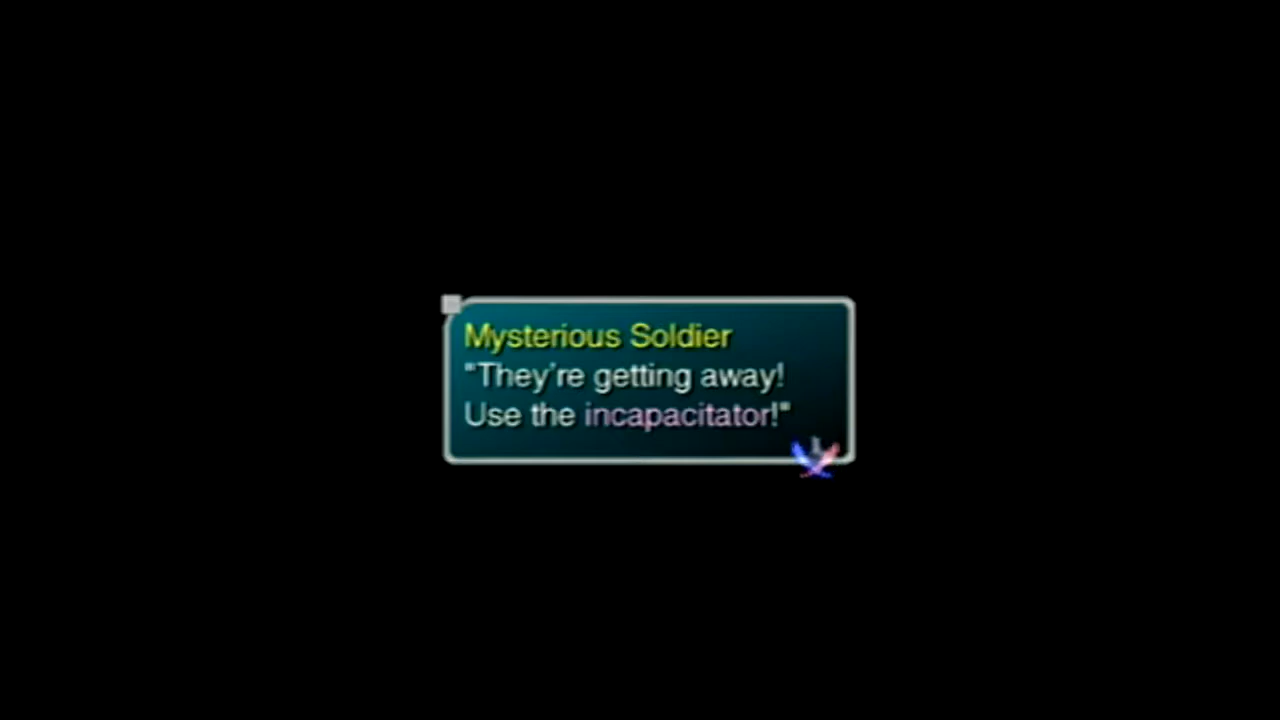 Mysterious Soldier
"They're getting away!
Use the incapacitator!"